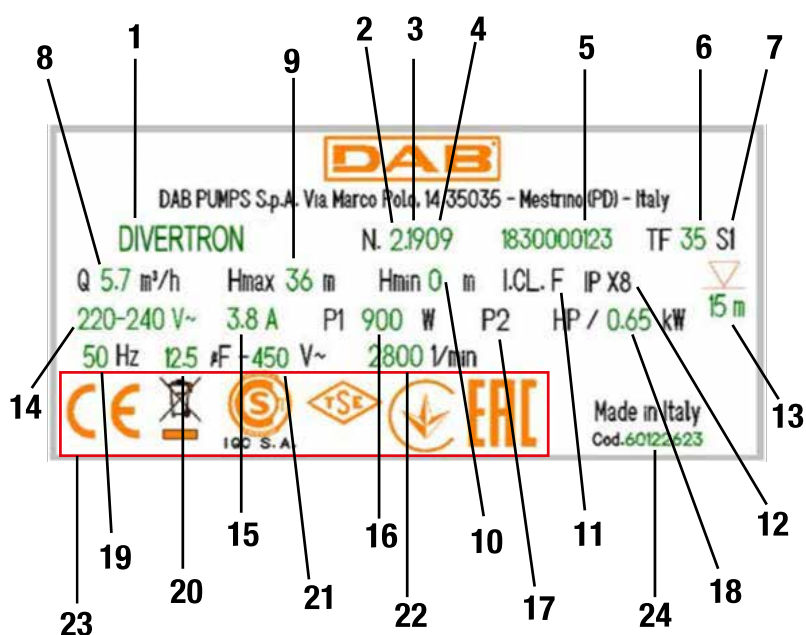 1 2 3 4 5 6 7
8 9
DAB
DAB PUMPS S.p.A. Via Marco Polo, 14 35035 - Mestrino (PD) - Italy
DIVERTRON N. 2.1909 1830000123 TF 35 S1
Q 5.7 m³/h Hmax 36 m Hmin 0 m I.CL. F IP X8
220-240 V~ 3.8 A P1 900 W P2 HP / 0.65 kW 15 m
50 Hz 12.5 µF - 450 V~ 2800 1/min
CE S TSE EAC
IQC S.A.
Made in Italy
Cod. 60122623
14 13
19 20 15 21 16 22 10 17 11 18 12
23 24